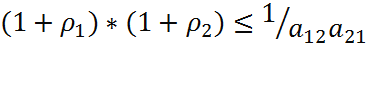 (1 + ρ₁) ∗ (1 + ρ₂) ≤ 1/a₁₂a₂₁